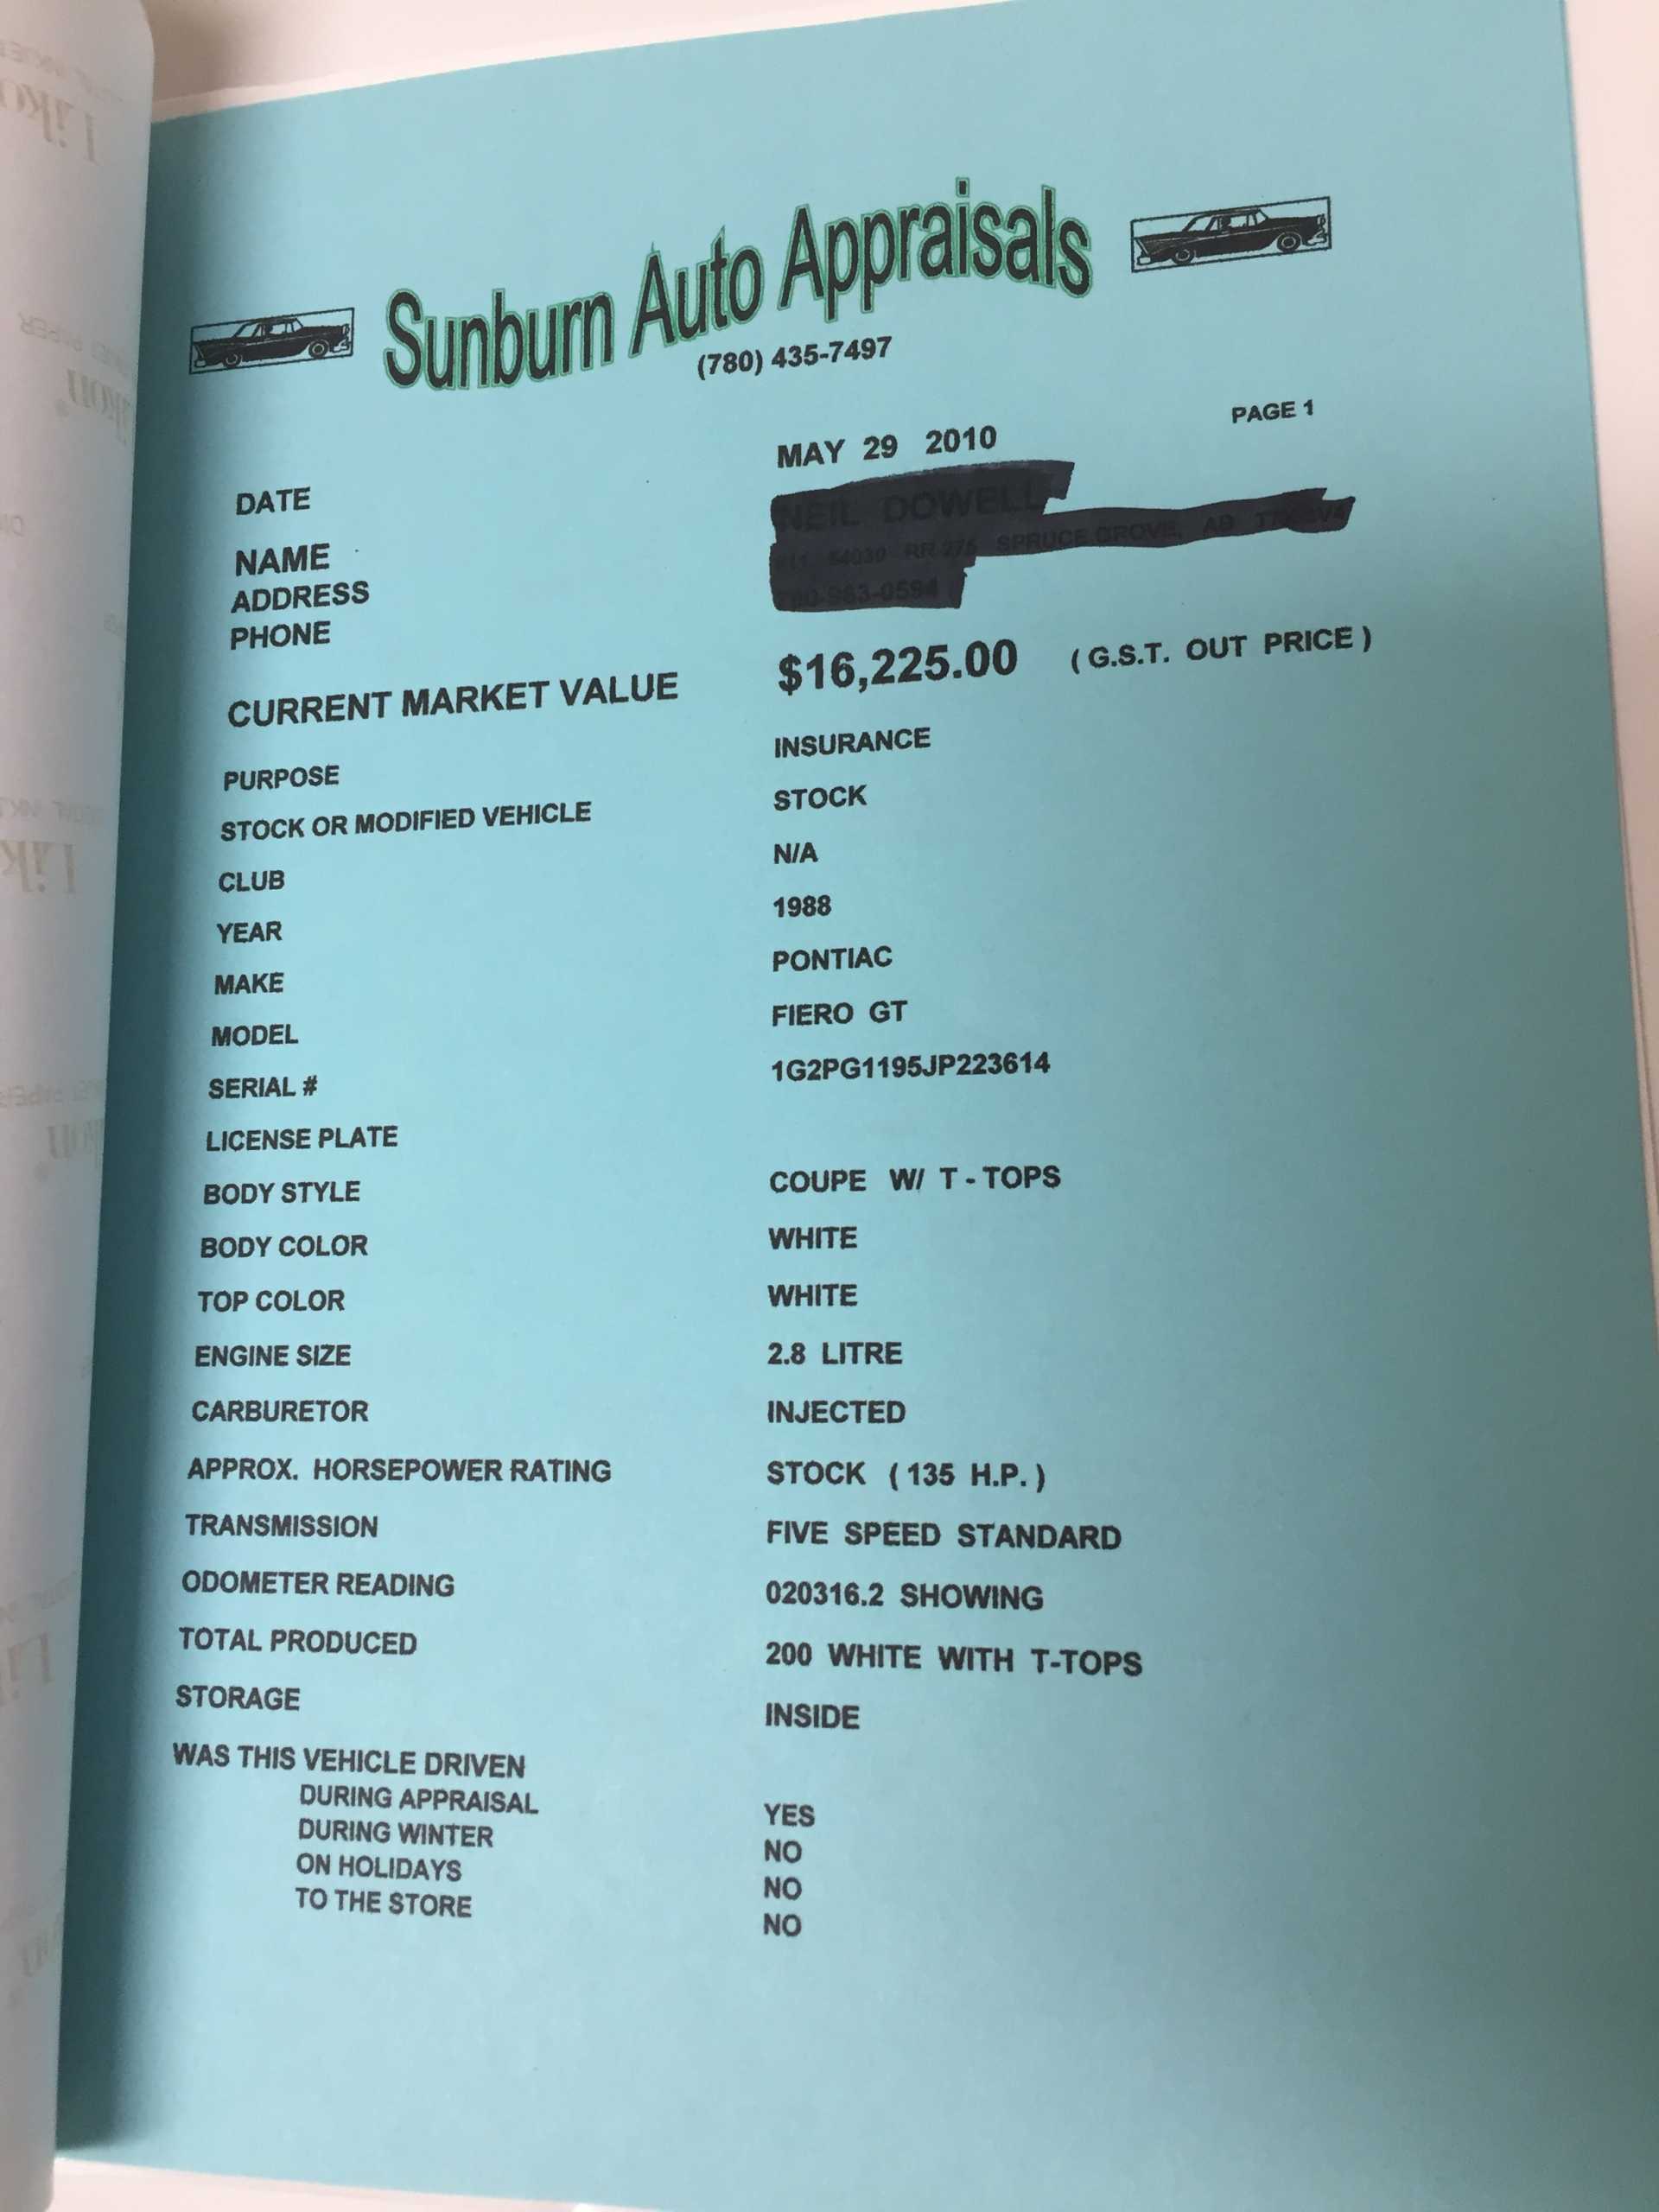 Sunburn Auto Appraisals
(780) 435-7497
PAGE 1
DATE MAY 29 2010
NAME
ADDRESS
PHONE
CURRENT MARKET VALUE $16,225.00 ( G.S.T. OUT PRICE )
PURPOSE INSURANCE
STOCK OR MODIFIED VEHICLE STOCK
CLUB N/A
YEAR 1988
MAKE PONTIAC
MODEL FIERO GT
SERIAL # 1G2PG1195JP223614
LICENSE PLATE
BODY STYLE COUPE W/ T - TOPS
BODY COLOR WHITE
TOP COLOR WHITE
ENGINE SIZE 2.8 LITRE
CARBURETOR INJECTED
APPROX. HORSEPOWER RATING STOCK ( 135 H.P. )
TRANSMISSION FIVE SPEED STANDARD
ODOMETER READING 020316.2 SHOWING
TOTAL PRODUCED 200 WHITE WITH T-TOPS
STORAGE INSIDE
WAS THIS VEHICLE DRIVEN
DURING APPRAISAL YES
DURING WINTER NO
ON HOLIDAYS NO
TO THE STORE NO